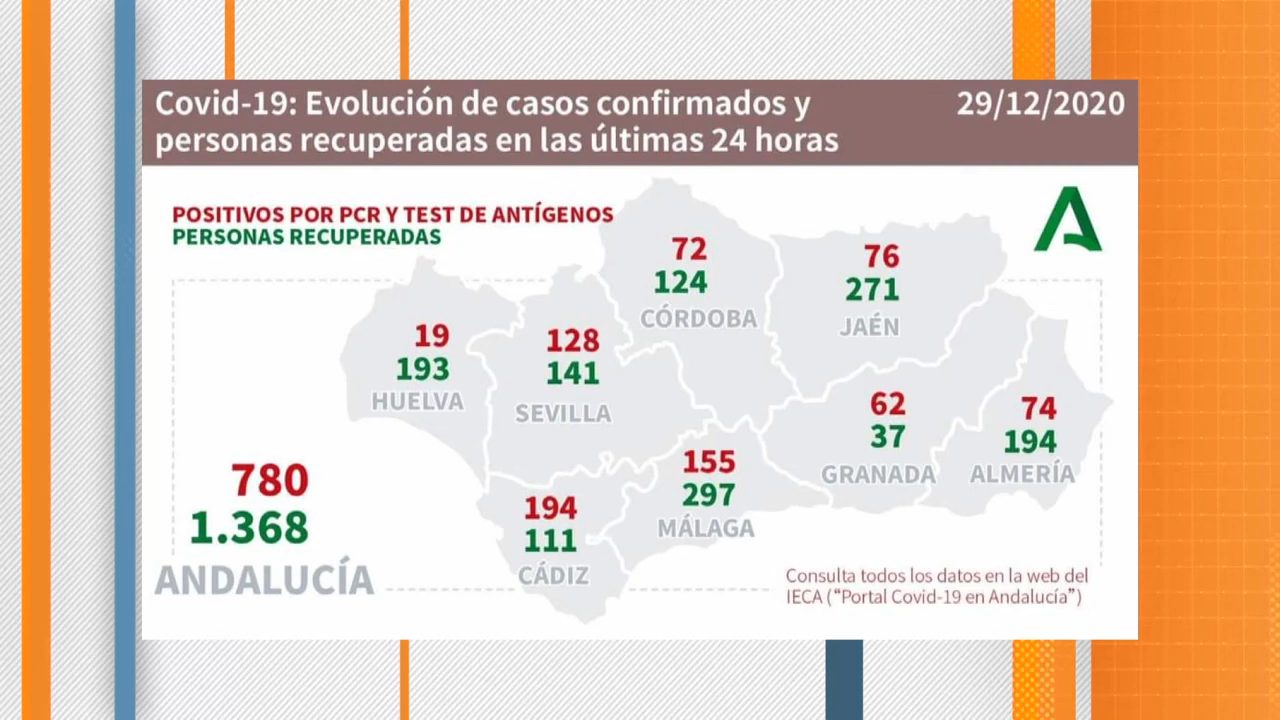 Covid-19: Evolución de casos confirmados y
personas recuperadas en las últimas 24 horas
29/12/2020
POSITIVOS POR PCR Y TEST DE ANTÍGENOS
PERSONAS RECUPERADAS
72
124
CÓRDOBA
76
271
JAÉN
19
193
HUELVA
128
141
SEVILLA
62
37
GRANADA
74
194
ALMERÍA
155
297
MÁLAGA
194
111
CÁDIZ
780
1.368
ANDALUCÍA
Consulta todos los datos en la web del
IECA (“Portal Covid-19 en Andalucía”)